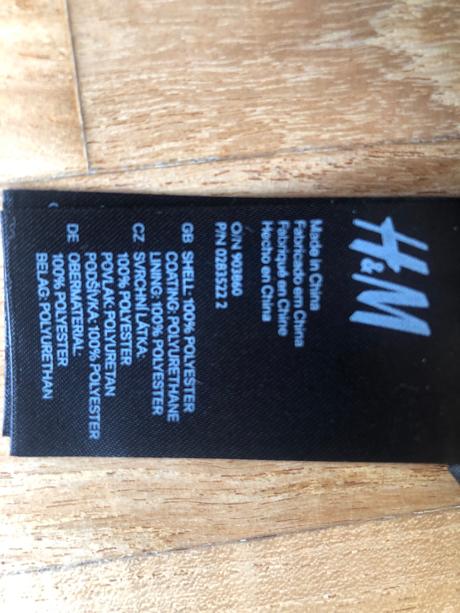 H&M
Made in China
Fabricado em China
Fabriqué en Chine
Hecho en China
O/N 903860
P/N 0283522 2
GB SHELL: 100% POLYESTER
COATING: POLYURETHANE
LINING: 100% POLYESTER
CZ SVRCHNÍ LÁTKA:
100% POLYESTER
POVLAK: POLYURETAN
PODŠÍVKA: 100% POLYESTER
DE OBERMATERIAL:
100% POLYESTER
BELAG: POLYURETHAN